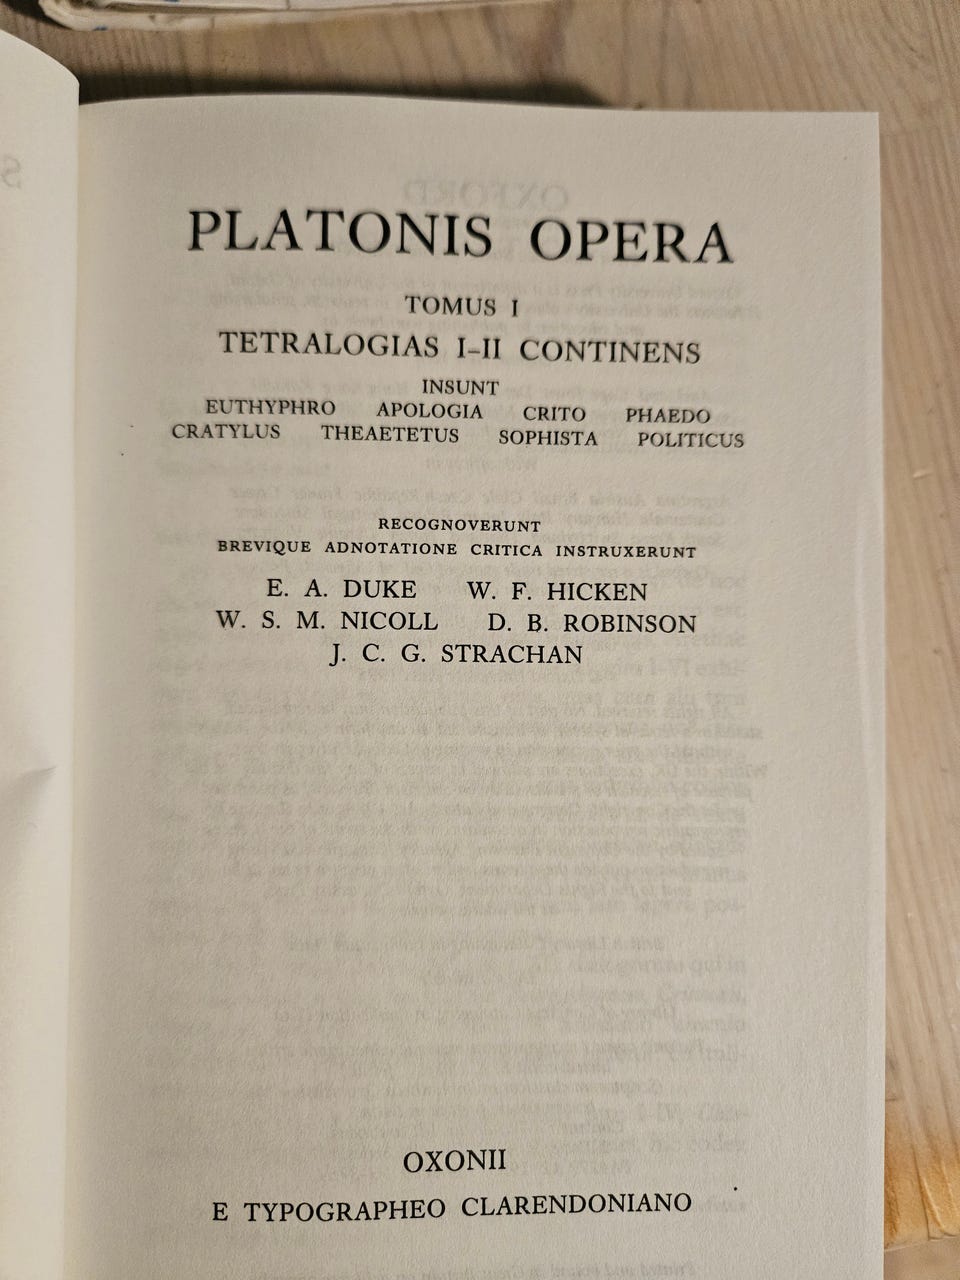 PLATONIS OPERA
TOMUS I
TETRALOGIAS I–II CONTINENS
INSUNT
EUTHYPHRO APOLOGIA CRITO PHAEDO
CRATYLUS THEAETETUS SOPHISTA POLITICUS
RECOGNOVERUNT
BREVIQUE ADNOTATIONE CRITICA INSTRUXERUNT
E. A. DUKE W. F. HICKEN
W. S. M. NICOLL D. B. ROBINSON
J. C. G. STRACHAN
OXONII
E TYPOGRAPHEO CLARENDONIANO